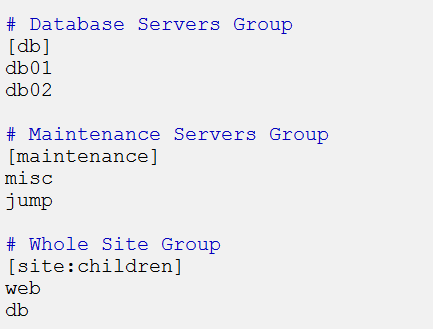 # Database Servers Group
[db]
db01
db02
# Maintenance Servers Group
[maintenance]
misc
jump
# Whole Site Group
[site:children]
web
db